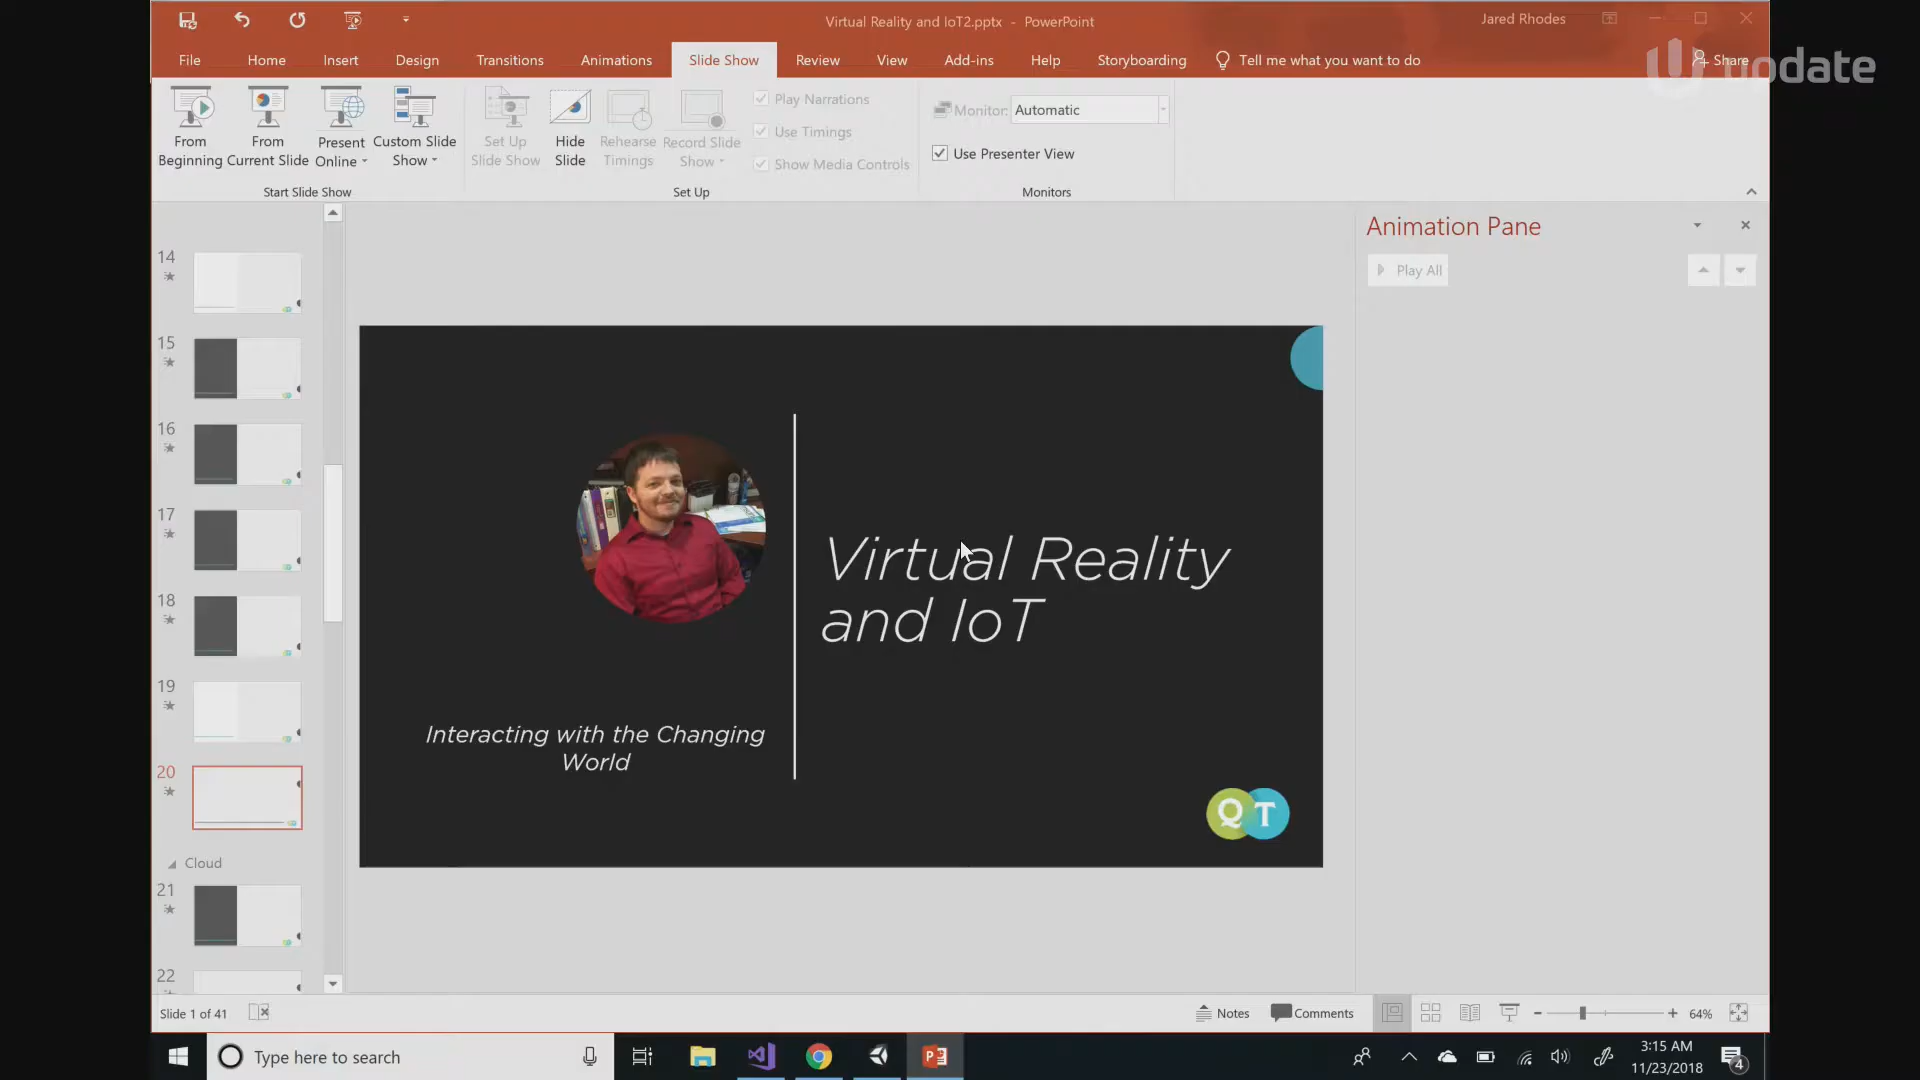 Virtual Reality and IoT2.pptx - PowerPoint
Jared Rhodes
File Home Insert Design Transitions Animations Slide Show Review View Add-ins Help Storyboarding Tell me what you want to do Share
update
From Beginning
From Current Slide
Present Online
Custom Slide Show
Set Up Slide Show
Hide Slide
Rehearse Timings
Record Slide Show
Play Narrations
Use Timings
Show Media Controls
Monitor: Automatic
Use Presenter View
Start Slide Show
Set Up
Monitors
Animation Pane
Play All
14
15
16
17
18
19
20
Cloud
21
22
Virtual Reality
and IoT
Interacting with the Changing
World
QT
Slide 1 of 41
Notes
Comments
64%
Type here to search
3:15 AM
11/23/2018
4